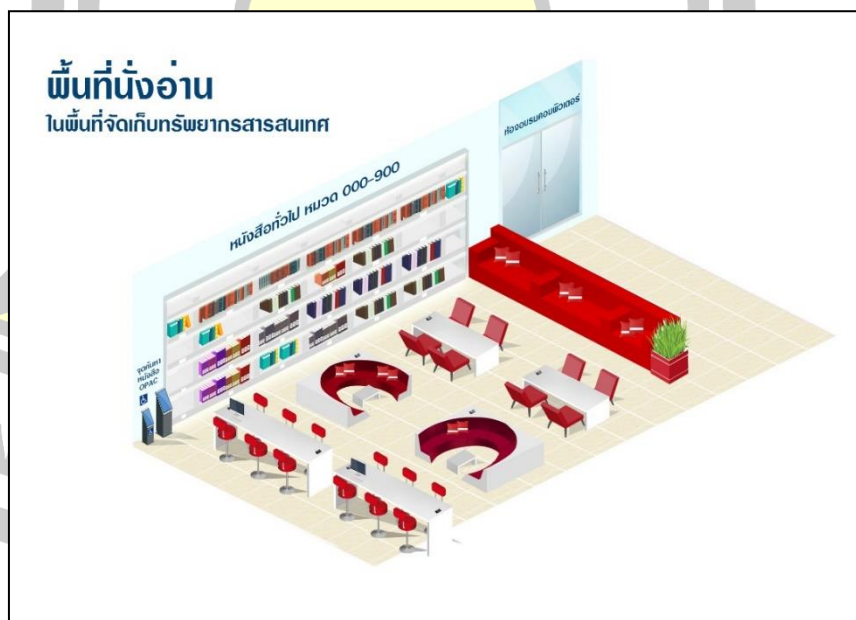 พื้นที่นั่งอ่าน
ในพื้นที่จัดเก็บทรัพยากรสารสนเทศ
ห้องอบรมคอมพิวเตอร์
หนังสือทั่วไป หมวด 000-900
จุดค้นหา
หนังสือ
OPAC